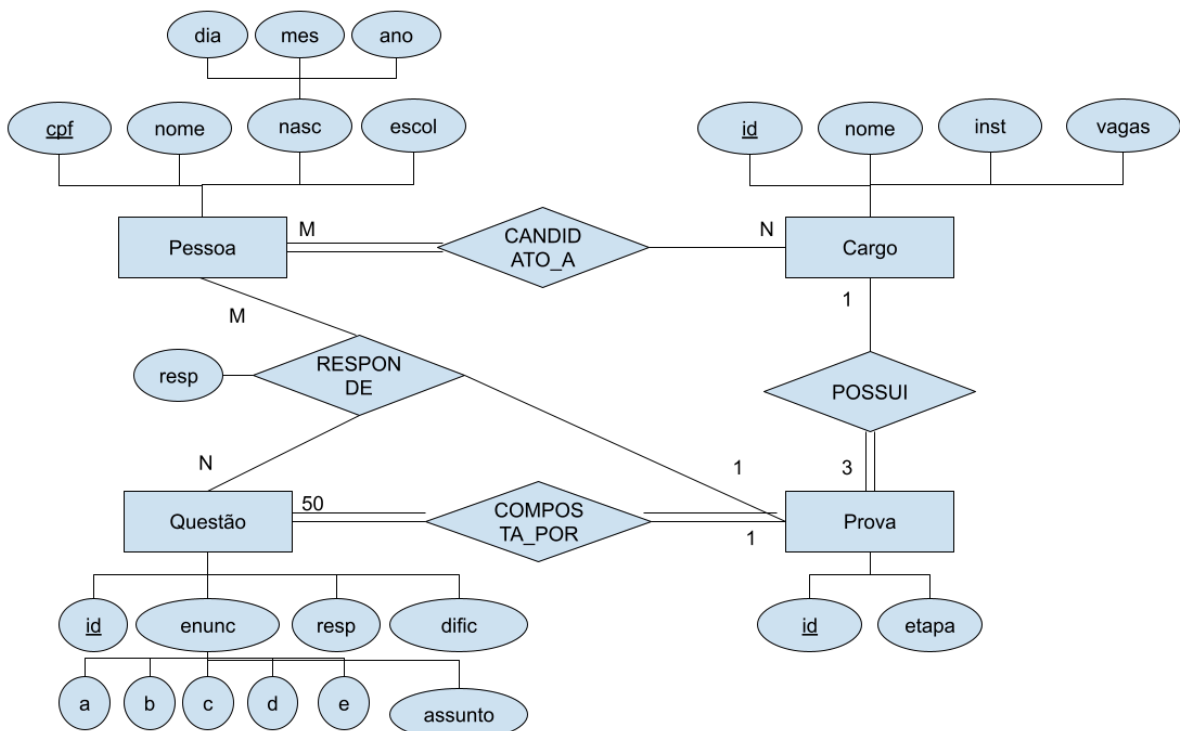 dia
mes
ano
cpf
nome
nasc
escol
id
nome
inst
vagas
Pessoa
M
CANDID
ATO_A
N
Cargo
M
1
resp
RESPON
DE
POSSUI
N
1
3
Questão
50
COMPOS
TA_POR
1
Prova
id
enunc
resp
dific
id
etapa
a
b
c
d
e
assunto